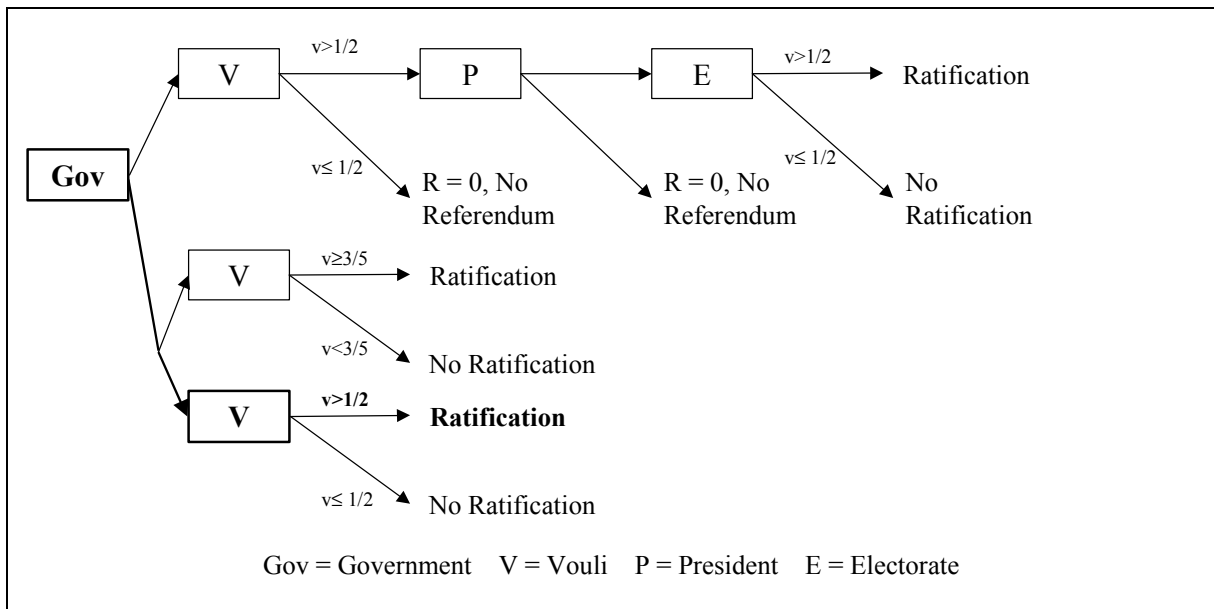 v>1/2
v>1/2
V
P
E
Ratification
v≤ 1/2
v≤ 1/2
Gov
R = 0, No
Referendum
R = 0, No
Referendum
No
Ratification
v≥3/5
V
Ratification
v<3/5
No Ratification
v>1/2
V
Ratification
v≤ 1/2
No Ratification
Gov = Government V = Vouli P = President E = Electorate